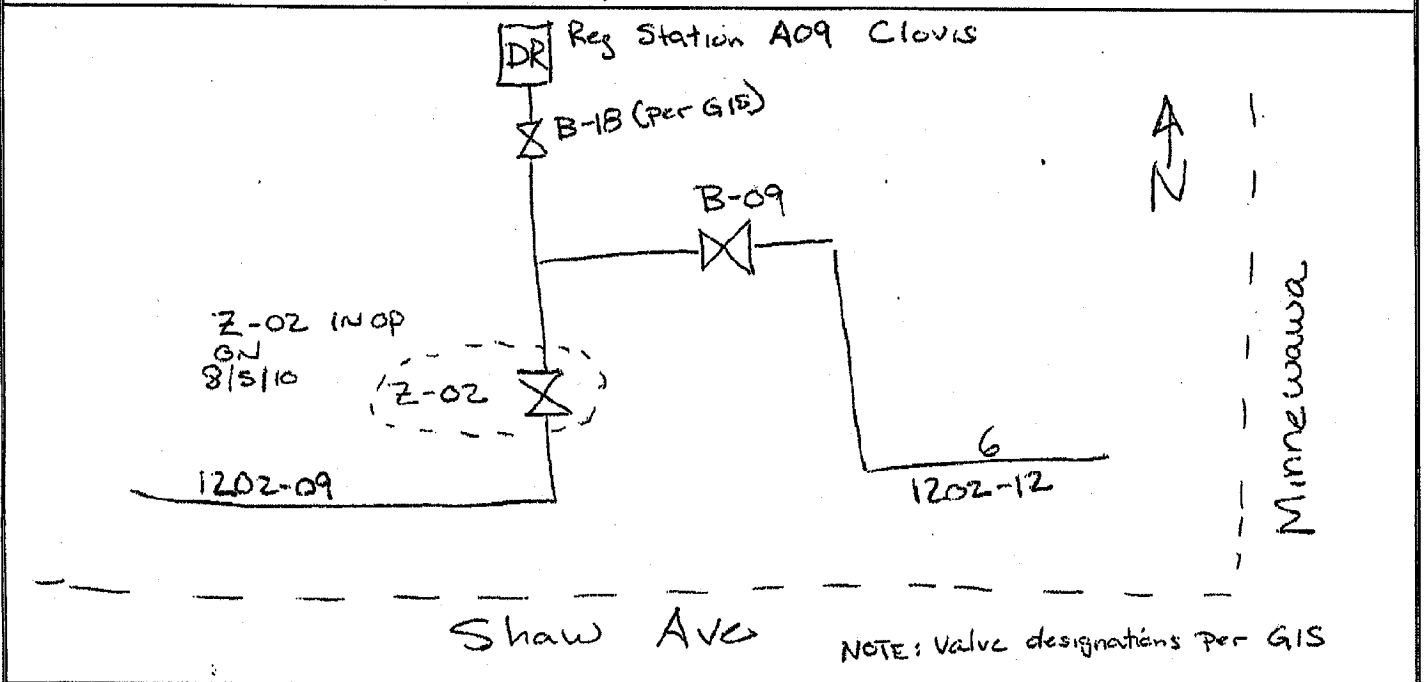 DR
Reg Station A09 Clovis
B-18 (per GIS)
N
B-09
Z-02 INOP
ON
8/5/10
Z-02
6
1202-09
1202-12
Minnewawa
Shaw Ave
NOTE: Valve designations per GIS